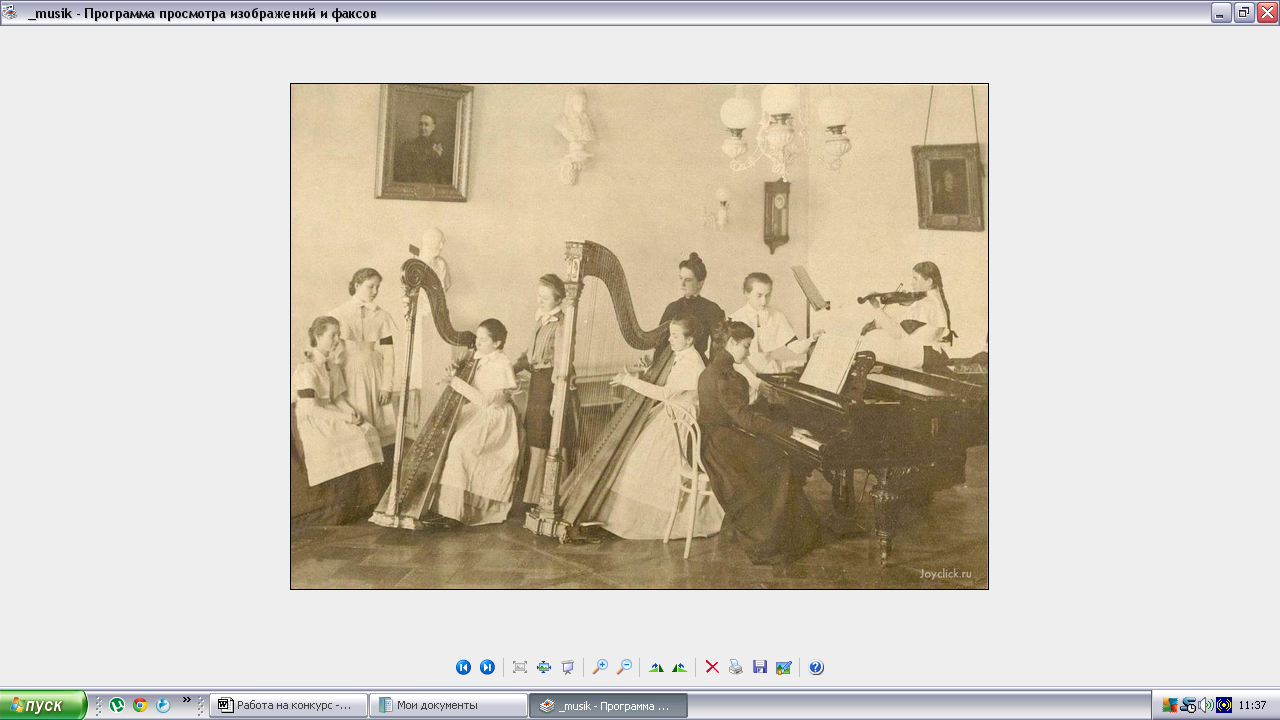 _musik - Программа просмотра изображений и факсов
Joyclick.ru
пуск
Работа на конкурс -...
Мои документы
_musik - Программа ...
11:37